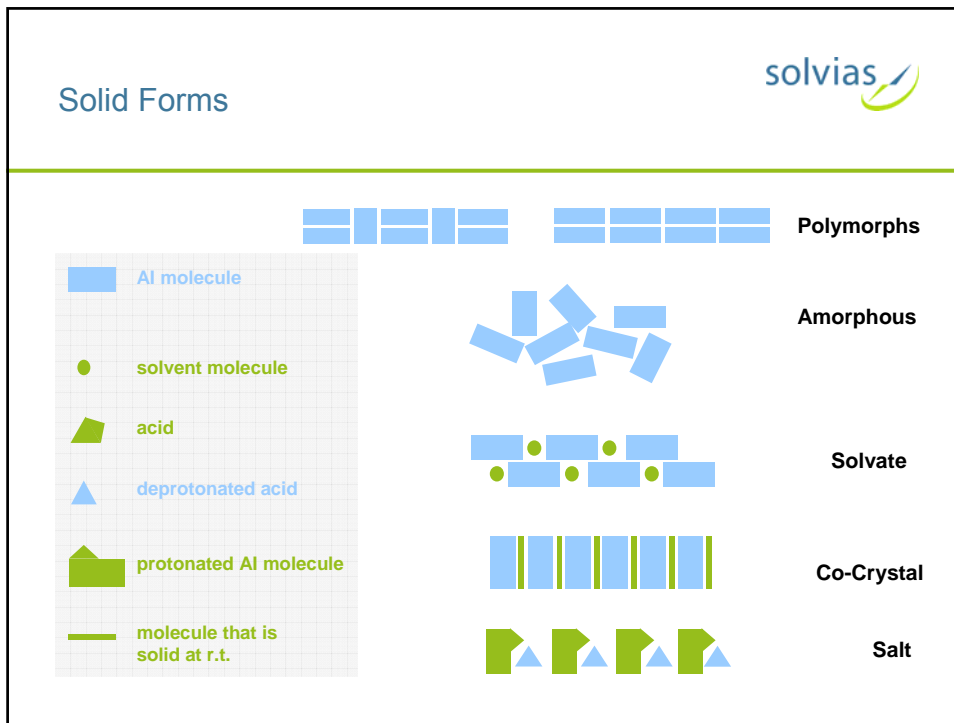 solvias
Solid Forms
Polymorphs
AI molecule
Amorphous
solvent molecule
acid
Solvate
deprotonated acid
protonated AI molecule
Co-Crystal
molecule that is
solid at r.t.
Salt